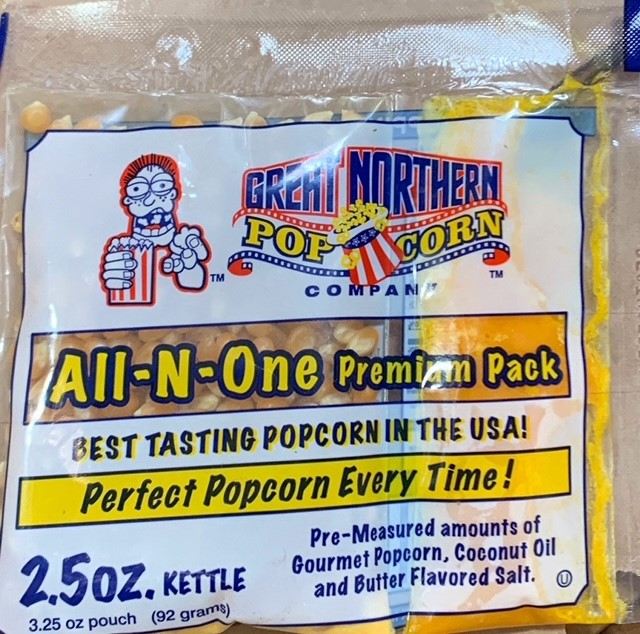 GREAT NORTHERN
POPCORN
COMPANY
TM
TM
All-N-One Premium Pack
BEST TASTING POPCORN IN THE USA!
Perfect Popcorn Every Time!
Pre-Measured amounts of
Gourmet Popcorn, Coconut Oil
and Butter Flavored Salt. Ⓤ
2.5oz. KETTLE
3.25 oz pouch (92 grams)